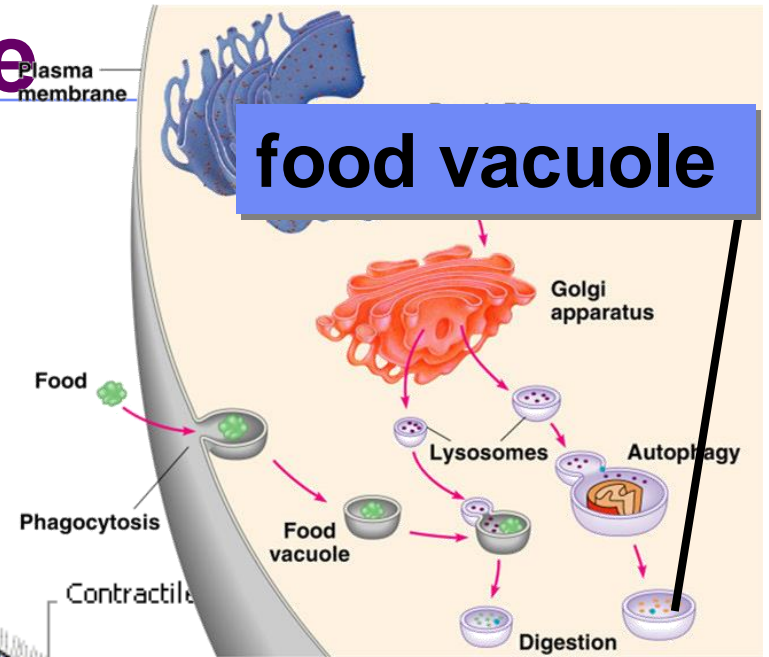 e
Plasma
membrane
food vacuole
Golgi
apparatus
Food
Lysosomes
Autophagy
Phagocytosis
Food
vacuole
Contractile
Digestion